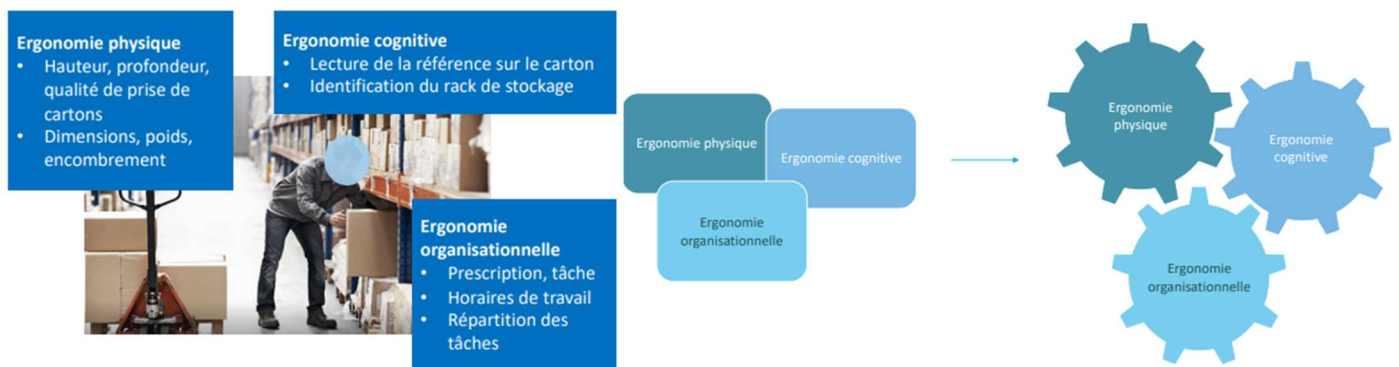 Ergonomie physique
• Hauteur, profondeur,
qualité de prise de
cartons
• Dimensions, poids,
encombrement
Ergonomie cognitive
• Lecture de la référence sur le carton
• Identification du rack de stockage
Ergonomie
organisationnelle
• Prescription, tâche
• Horaires de travail
• Répartition des
tâches
Ergonomie physique
Ergonomie cognitive
Ergonomie
organisationnelle
Ergonomie
physique
Ergonomie
cognitive
Ergonomie
organisationnelle